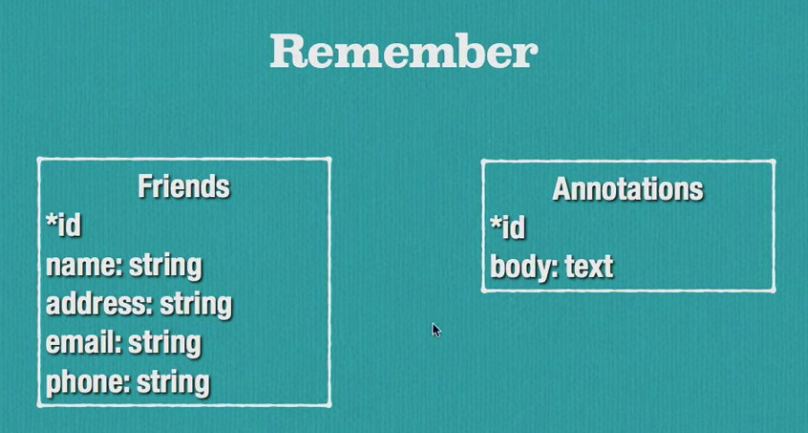 Remember
Friends
*id
name: string
address: string
email: string
phone: string
Annotations
*id
body: text